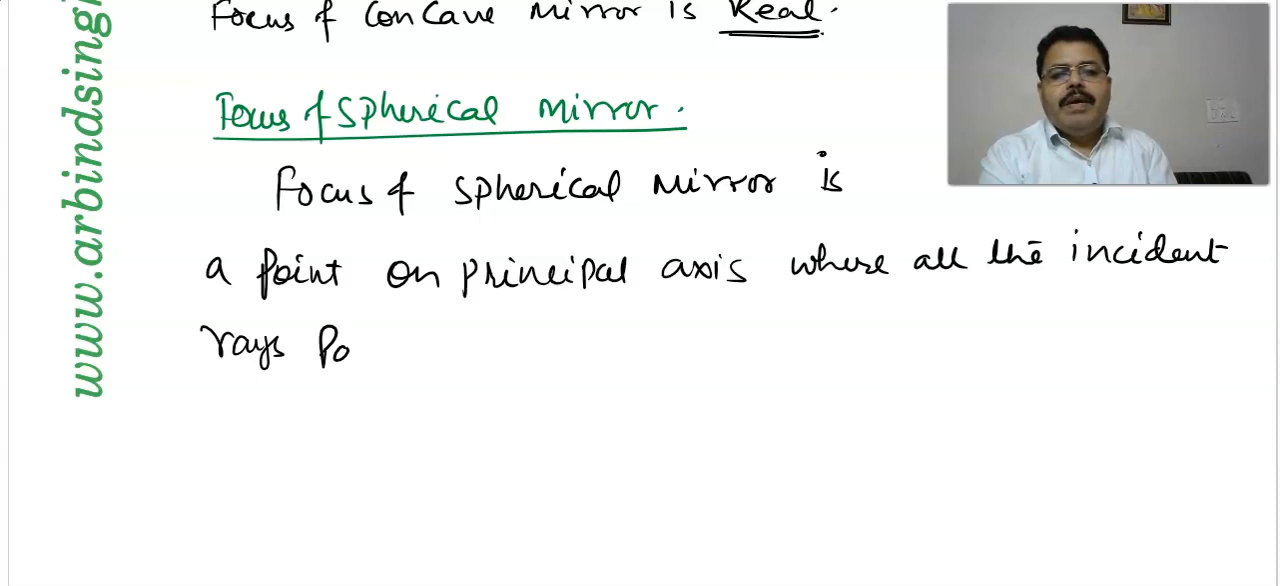 Focus of Concave Mirror is Real.
Focus of Spherical Mirror.
Focus of Spherical Mirror is
a point on principal axis where all the incident
rays Pa
www.arbindsingh